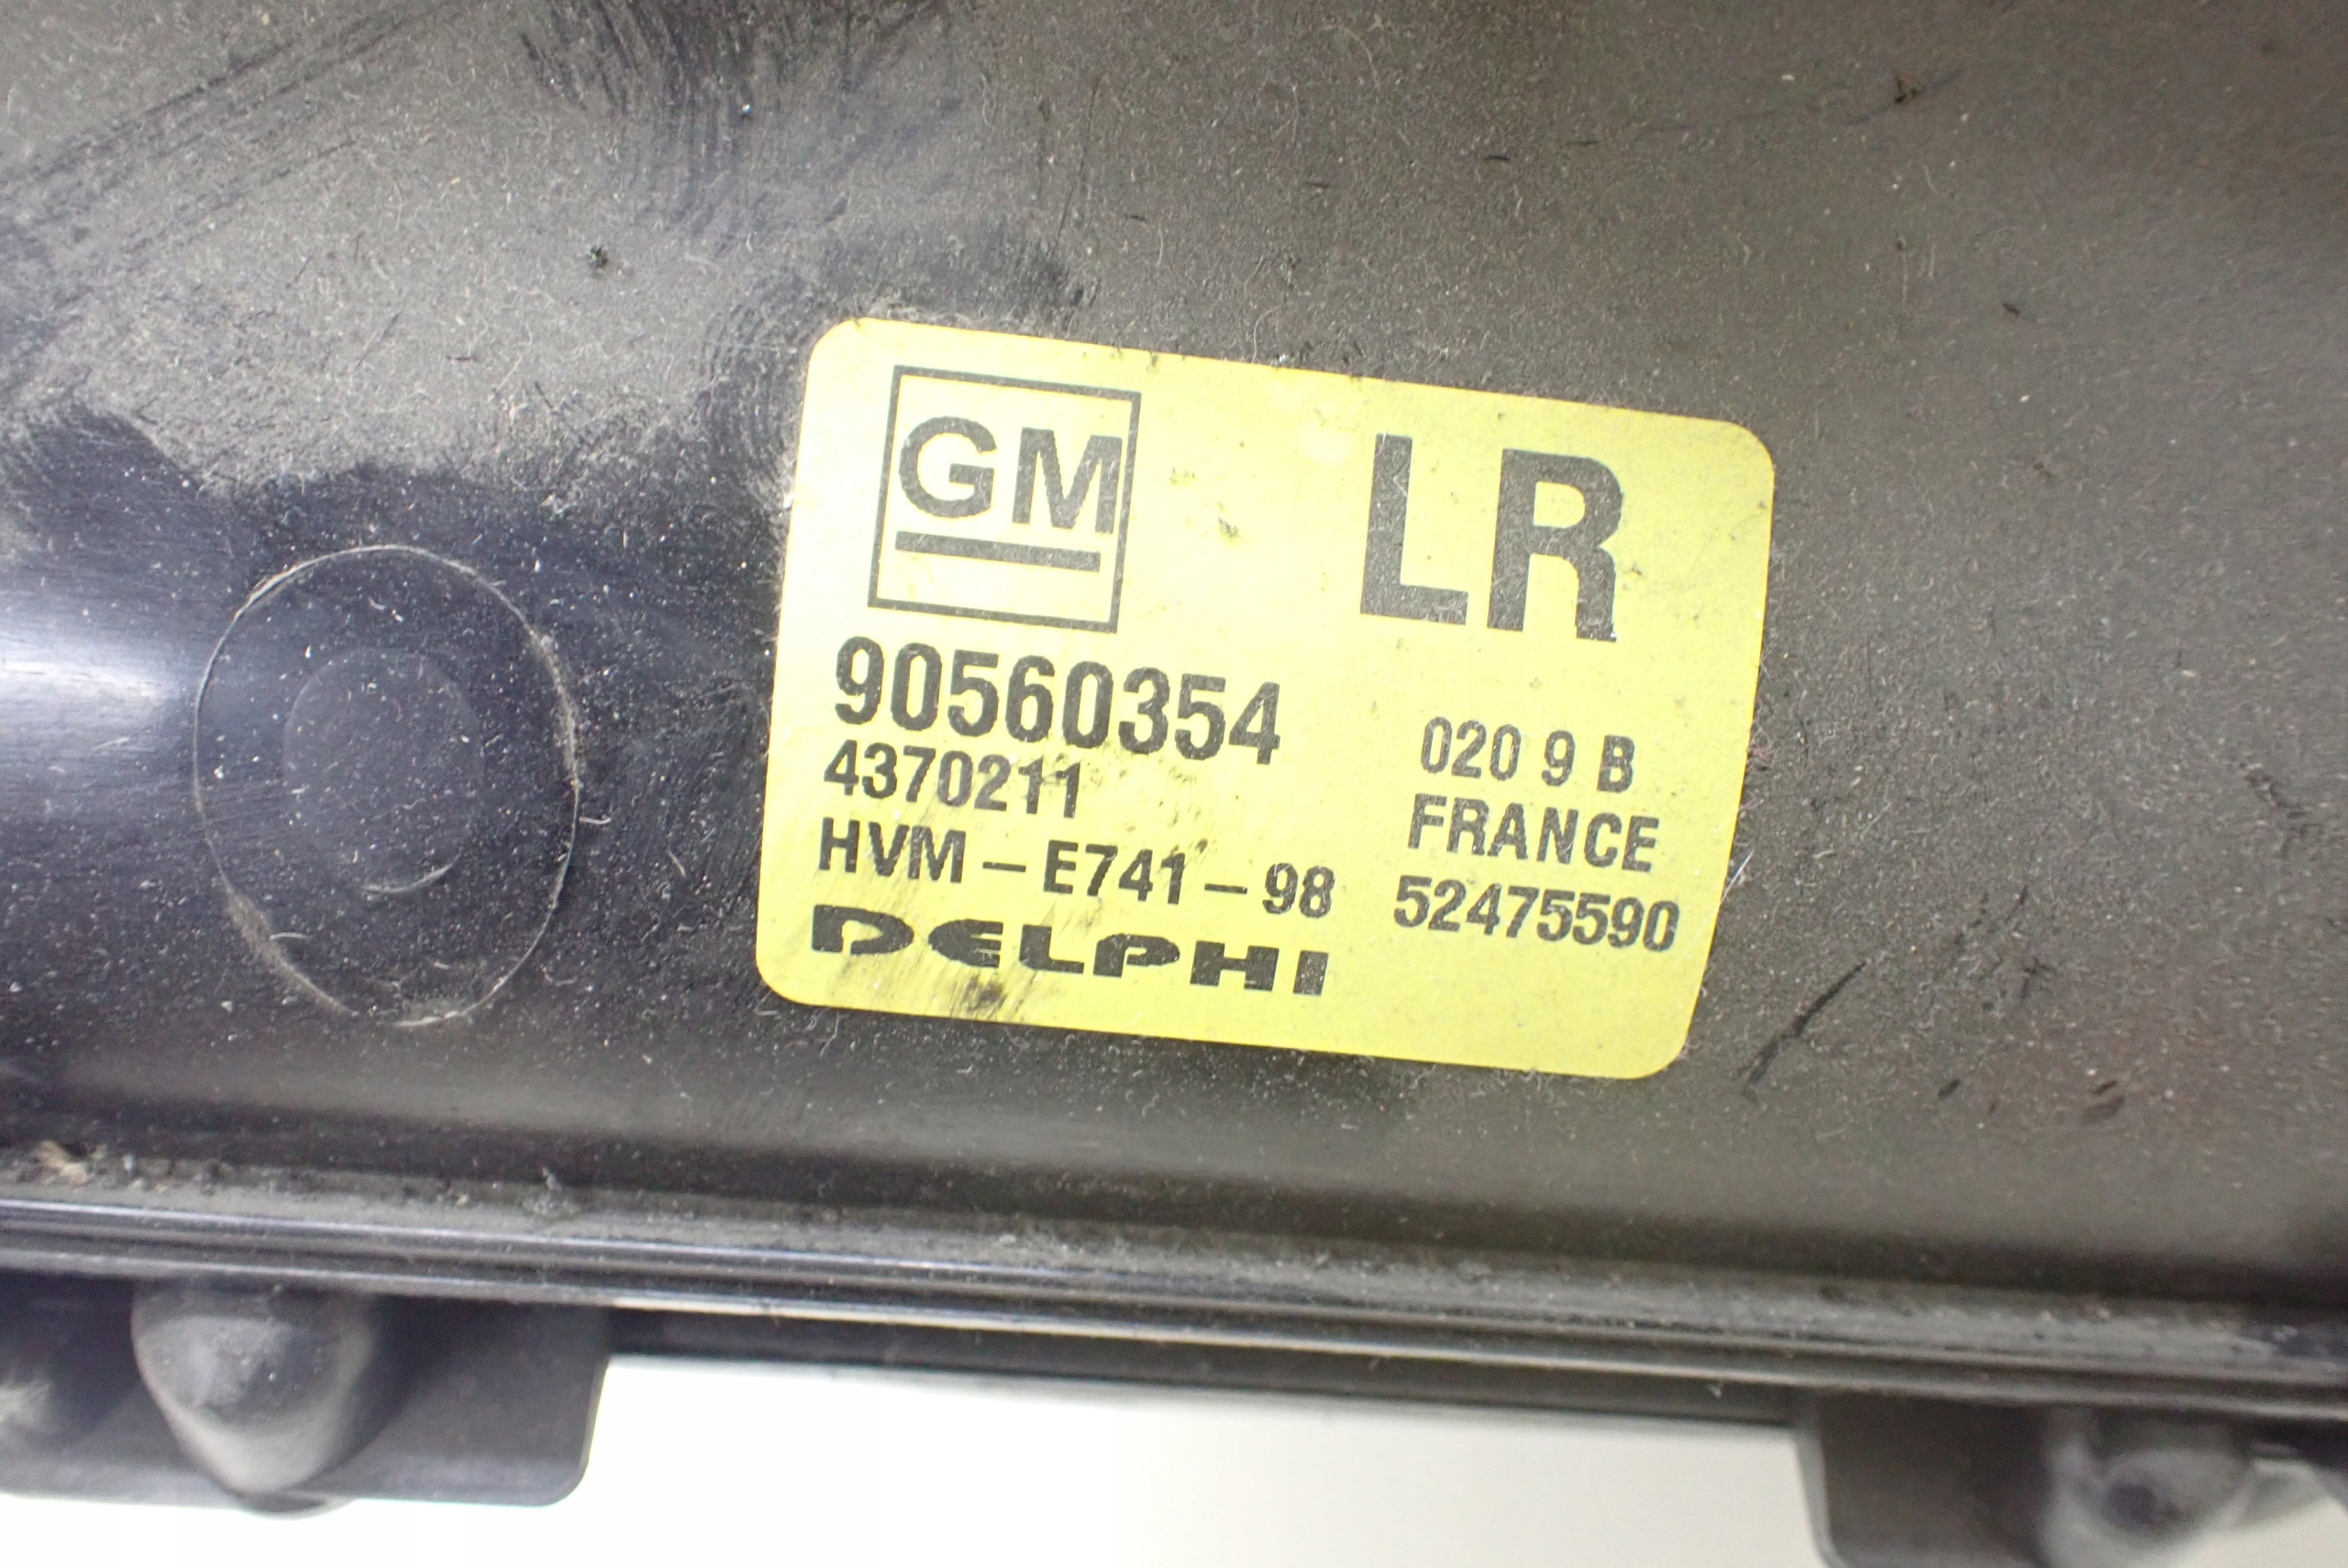 GM LR
90560354
4370211 020 9 B
HVM – E741 – 98 FRANCE
DELPHI 52475590